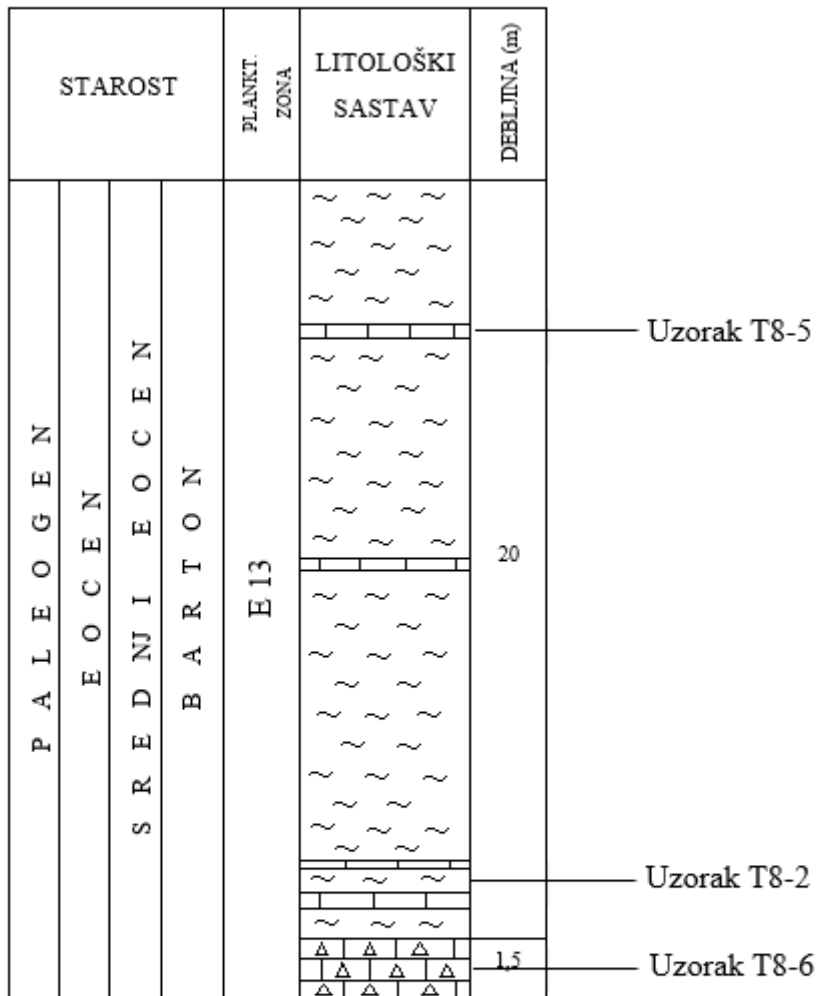 STAROST
PLANKT.
ZONA
LITOLOŠKI
SASTAV
DEBLJINA (m)
PALEOGEN
EOCEN
SREDNJI EOCEN
BARTON
E 13
20
1,5
Uzorak T8-5
Uzorak T8-2
Uzorak T8-6